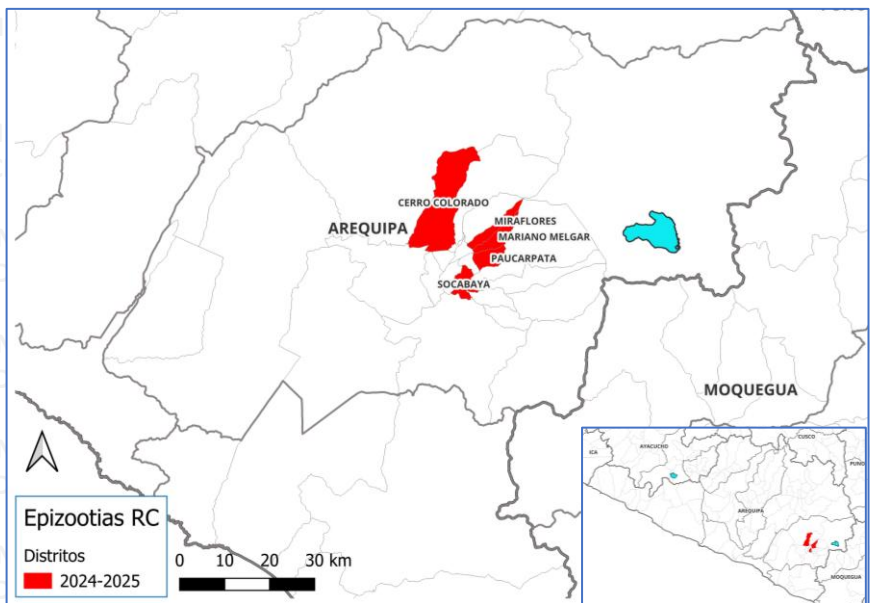 CERRO COLORADO
AREQUIPA
MIRAFLORES
MARIANO MELGAR
PAUCARPATA
SOCABAYA
MOQUEGUA
Epizootias RC
Distritos
2024-2025
0 10 20 30 km
CUSCO
ICA
AYACUCHO
PUNO
AREQUIPA
MOQUEGUA